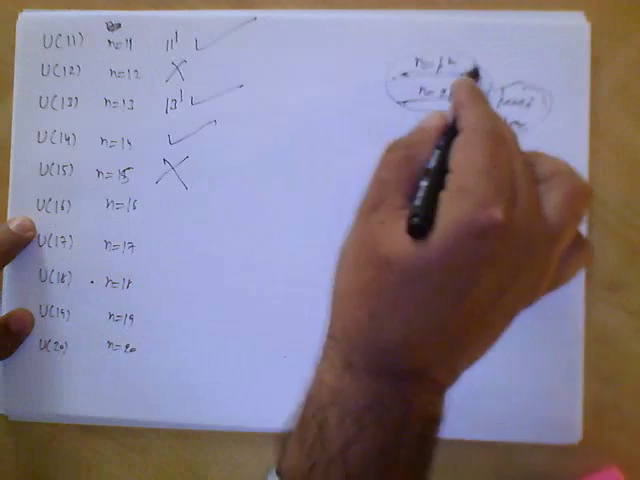 U(11) n=11 11¹ ✓
U(12) n=12 X
U(13) n=13 13¹ ✓
U(14) n=14 ✓
U(15) n=15 X
U(16) n=16
U(17) n=17
U(18) n=18
U(19) n=19
U(20) n=20
n=pk
n=